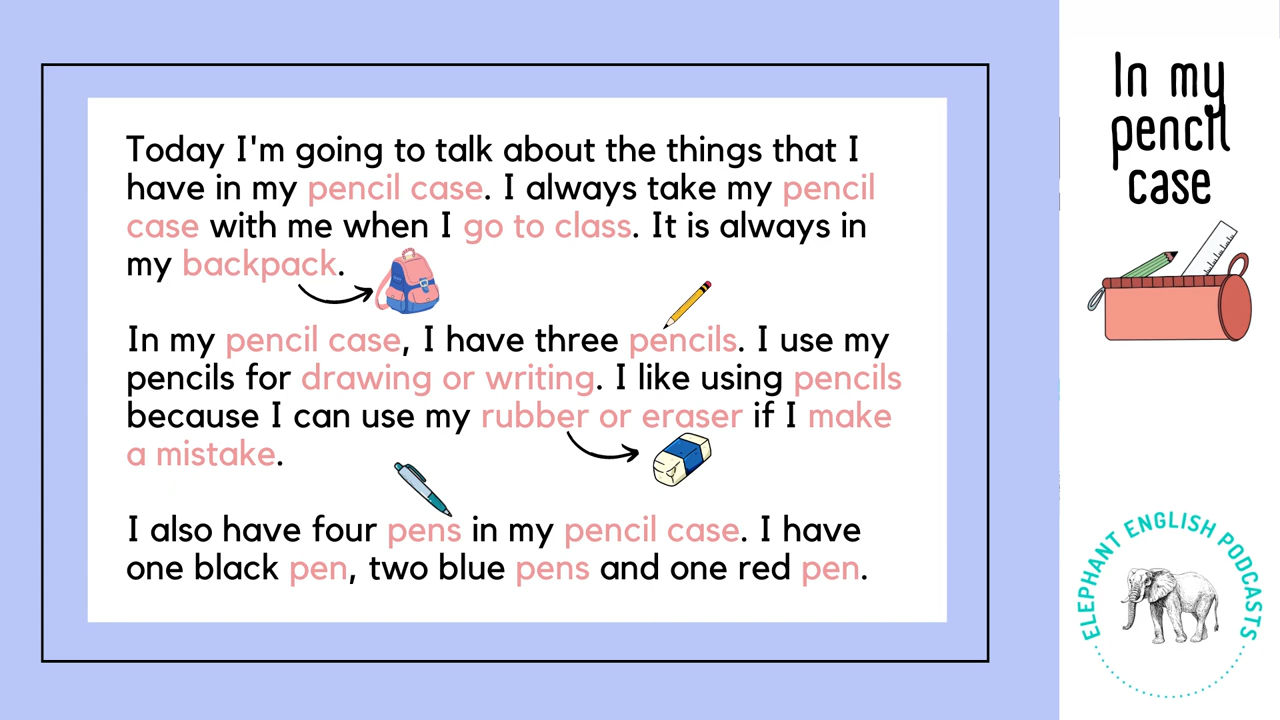 Today I'm going to talk about the things that I
have in my pencil case. I always take my pencil
case with me when I go to class. It is always in
my backpack.
In my pencil case, I have three pencils. I use my
pencils for drawing or writing. I like using pencils
because I can use my rubber or eraser if I make
a mistake.
I also have four pens in my pencil case. I have
one black pen, two blue pens and one red pen.
In my
pencil
case
ELEPHANT ENGLISH PODCASTS